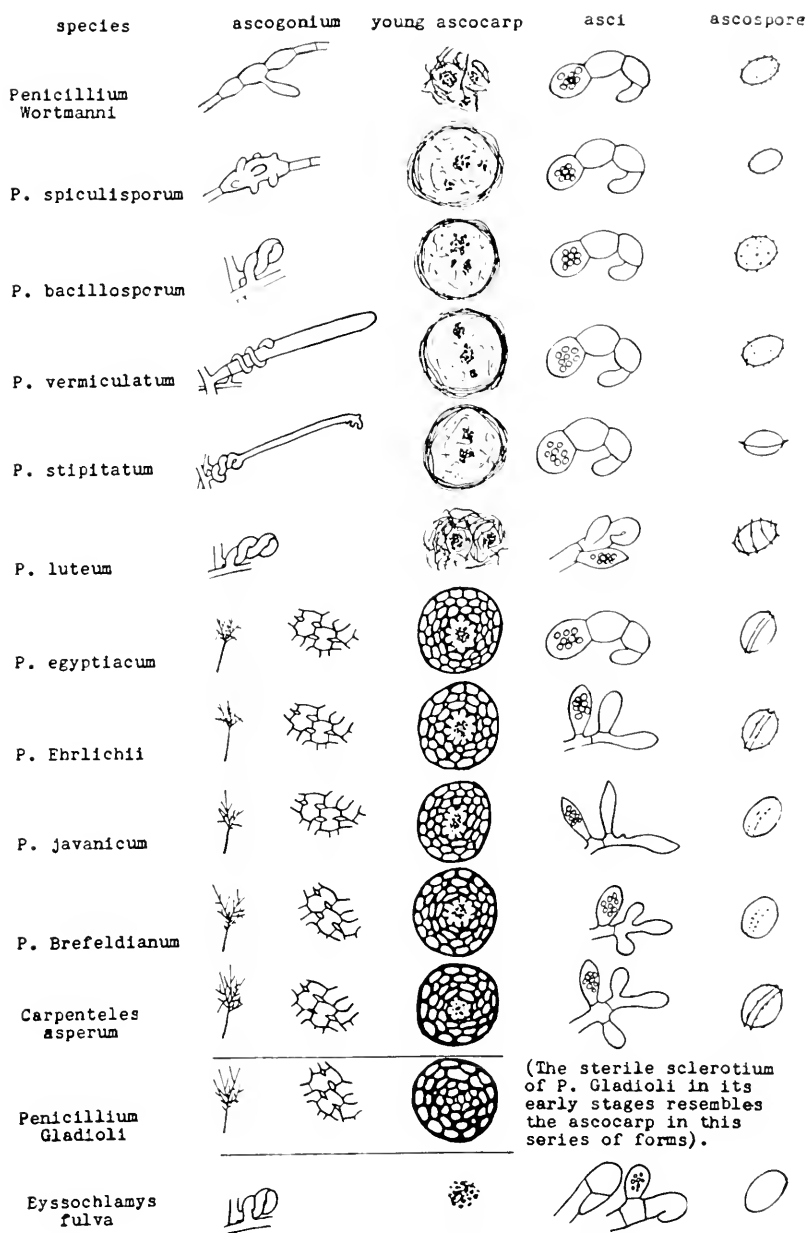 species ascogonium young ascocarp asci ascospore
Penicillium
Wortmanni
P. spiculisporum
P. bacillosporum
P. vermiculatum
P. stipitatum
P. luteum
P. egyptiacum
P. Ehrlichii
P. javanicum
P. Brefeldianum
Carpenteles
asperum
Penicillium
Gladioli
(The sterile sclerotium
of P. Gladioli in its
early stages resembles
the ascocarp in this
series of forms).
Eyssochlamys
fulva